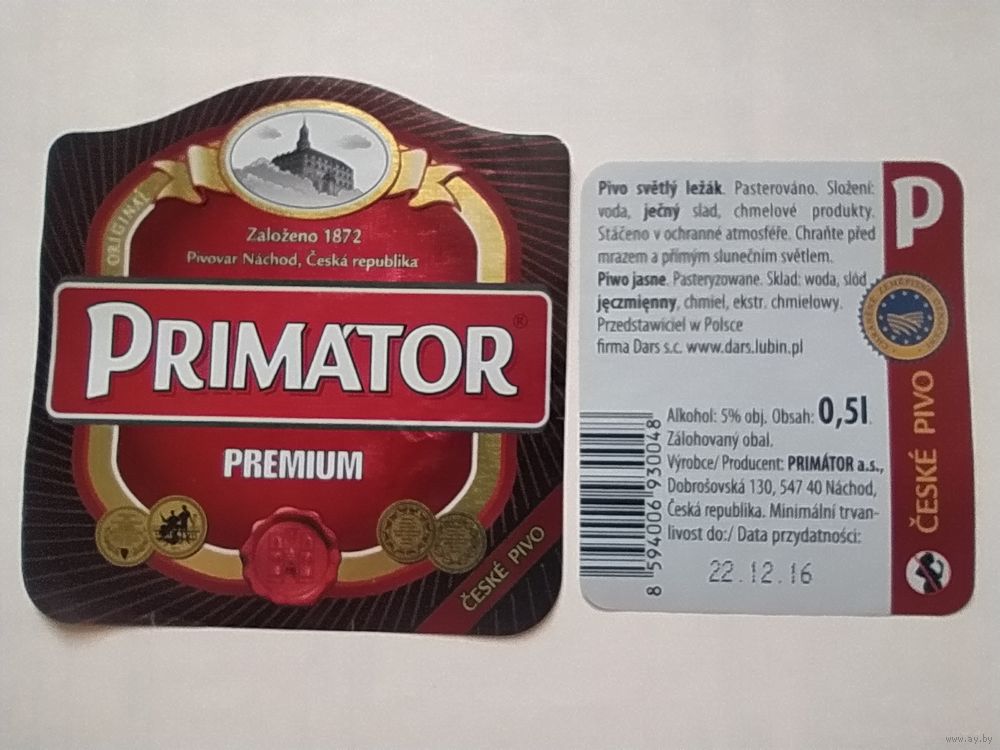 ORIGINAL
Založeno 1872
Pivovar Náchod, Česká republika
PRIMÁTOR®
PREMIUM
ČESKÉ PIVO
Pivo světlý ležák. Pasterováno. Složení:
voda, ječný slad, chmelové produkty.
Stáčeno v ochranné atmosféře. Chraňte před
mrazem a přímým slunečním světlem.
Piwo jasne. Pasteryzowane. Skład: woda, słód
jęczmienny, chmiel, ekstr. chmielowy.
Przedstawiciel w Polsce
firma Dars s.c. www.dars.lubin.pl
Alkohol: 5% obj. Obsah: 0,5l.
Zálohovaný obal.
Výrobce/ Producent: PRIMÁTOR a.s.,
Dobrošovská 130, 547 40 Náchod,
Česká republika. Minimální trvan-
livost do:/ Data przydatności:
22.12.16
8 594006 930048
P
ČESKÉ PIVO
www.ay.by